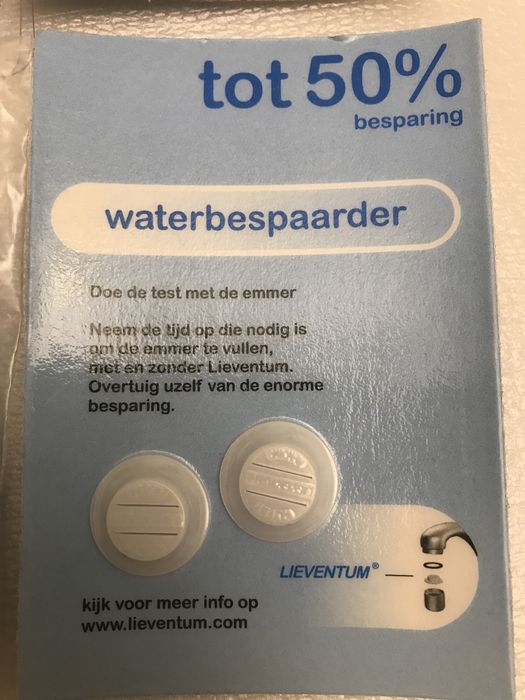 tot 50%
besparing
waterbespaarder
Doe de test met de emmer
Neem de tijd op die nodig is
om de emmer te vullen,
met en zonder Lieventum.
Overtuig uzelf van de enorme
besparing.
LIEVENTUM®
kijk voor meer info op
www.lieventum.com